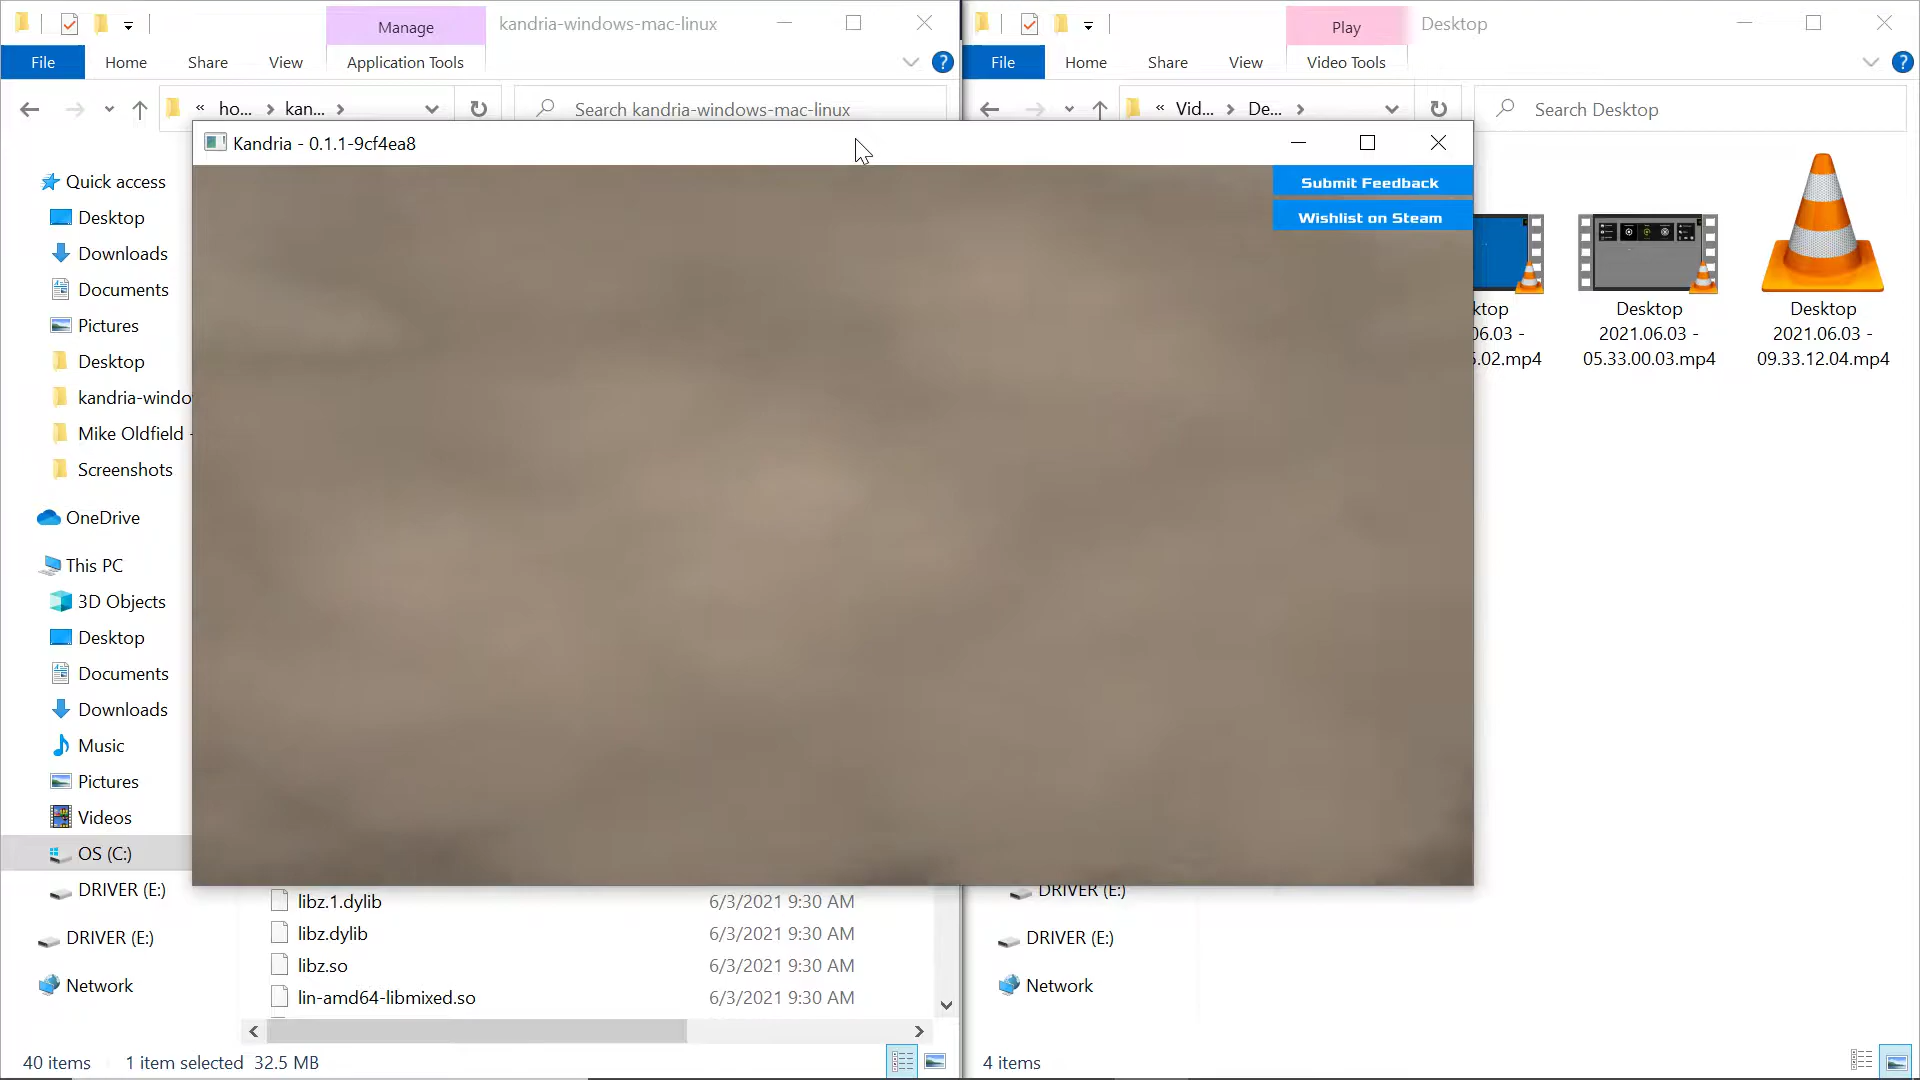 Manage
kandria-windows-mac-linux
File
Home
Share
View
Application Tools
« ho... > kan... >
Search kandria-windows-mac-linux
Play
Desktop
File
Home
Share
View
Video Tools
« Vid... > De... >
Search Desktop
Kandria - 0.1.1-9cf4ea8
Submit Feedback
Wishlist on Steam
Quick access
Desktop
Downloads
Documents
Pictures
Desktop
kandria-windo
Mike Oldfield -
Screenshots
OneDrive
This PC
3D Objects
Desktop
Documents
Downloads
Music
Pictures
Videos
OS (C:)
DRIVER (E:)
DRIVER (E:)
Network
libz.1.dylib 6/3/2021 9:30 AM
libz.dylib 6/3/2021 9:30 AM
libz.so 6/3/2021 9:30 AM
lin-amd64-libmixed.so 6/3/2021 9:30 AM
40 items 1 item selected 32.5 MB
ktop
06.03 -
.02.mp4
Desktop
2021.06.03 -
05.33.00.03.mp4
Desktop
2021.06.03 -
09.33.12.04.mp4
DRIVER (E:)
DRIVER (E:)
Network
4 items